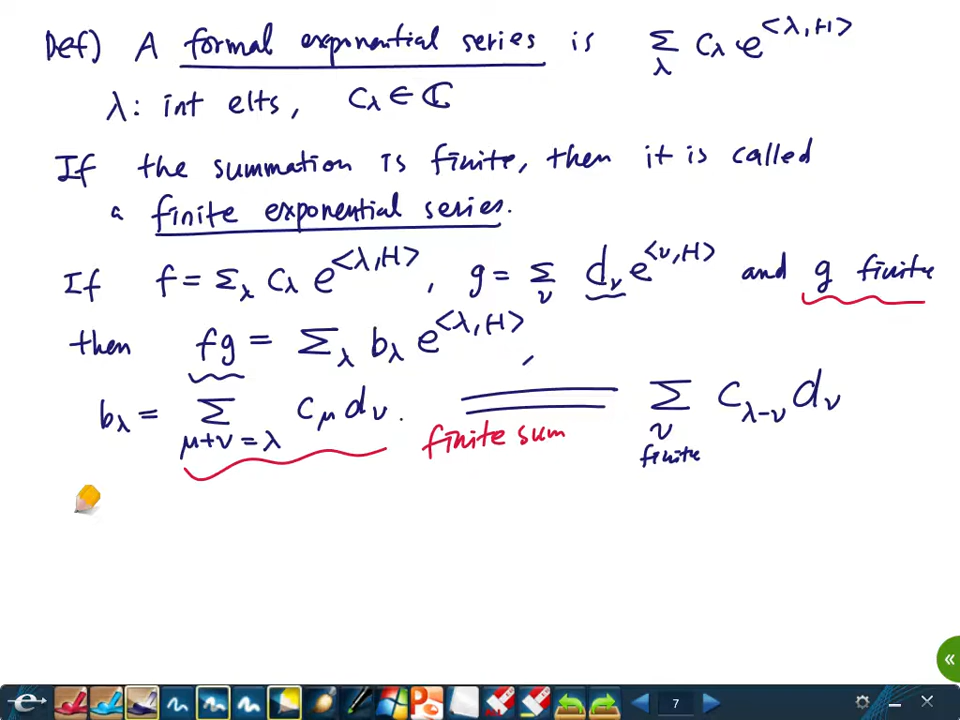 Def) A formal exponential series is Σ_λ c_λ e^{<λ,H>}
λ: int elts, c_λ ∈ ℂ
If the summation is finite, then it is called
a finite exponential series.
If f = Σ_λ c_λ e^{<λ,H>}, g = Σ_ν d_ν e^{<ν,H>} and g finite
then fg = Σ_λ b_λ e^{<λ,H>},
b_λ = Σ_{μ+ν=λ} c_μ d_ν. = Σ_{ν finite} c_{λ-ν} d_ν
finite sum
7